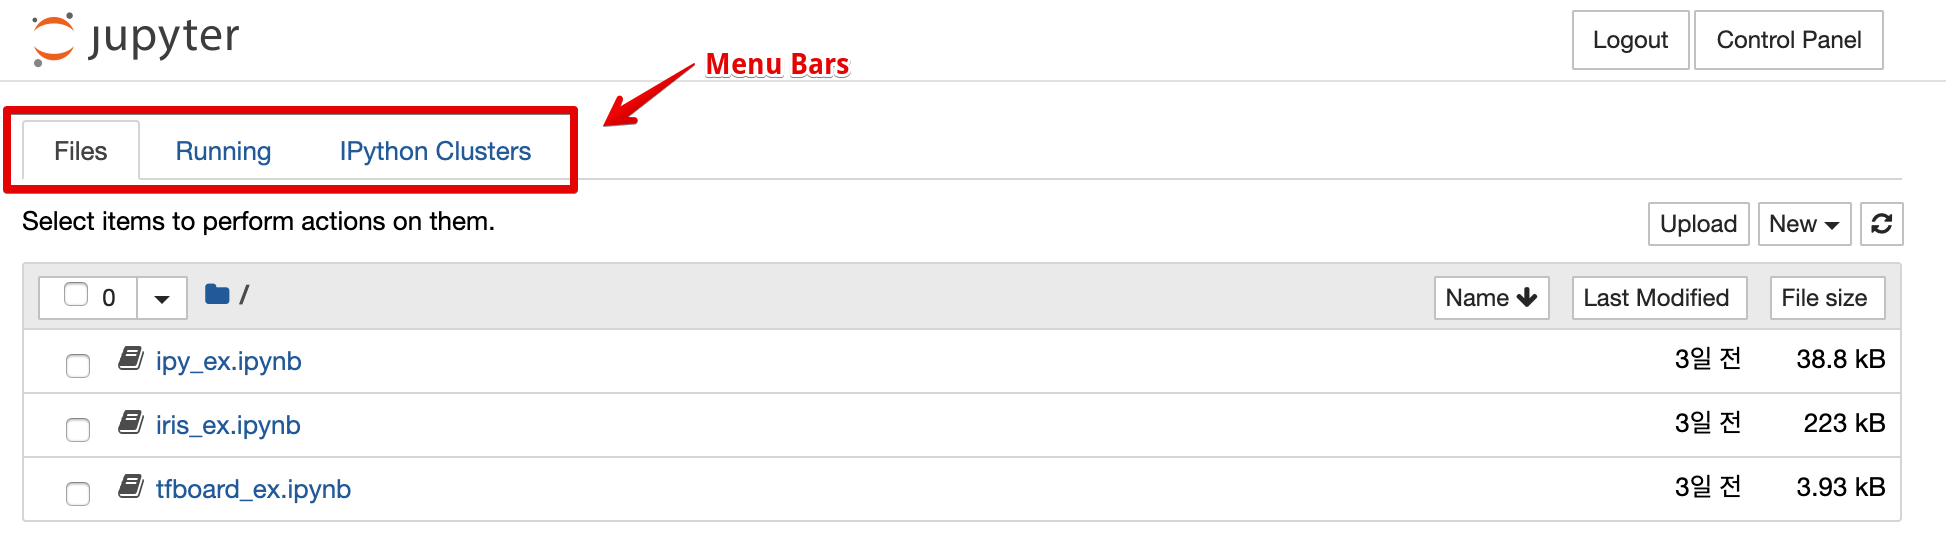 jupyter
Logout
Control Panel
Menu Bars
Files
Running
IPython Clusters
Select items to perform actions on them.
Upload
New
0
/
Name
Last Modified
File size
ipy_ex.ipynb
3일 전
38.8 kB
iris_ex.ipynb
3일 전
223 kB
tfboard_ex.ipynb
3일 전
3.93 kB